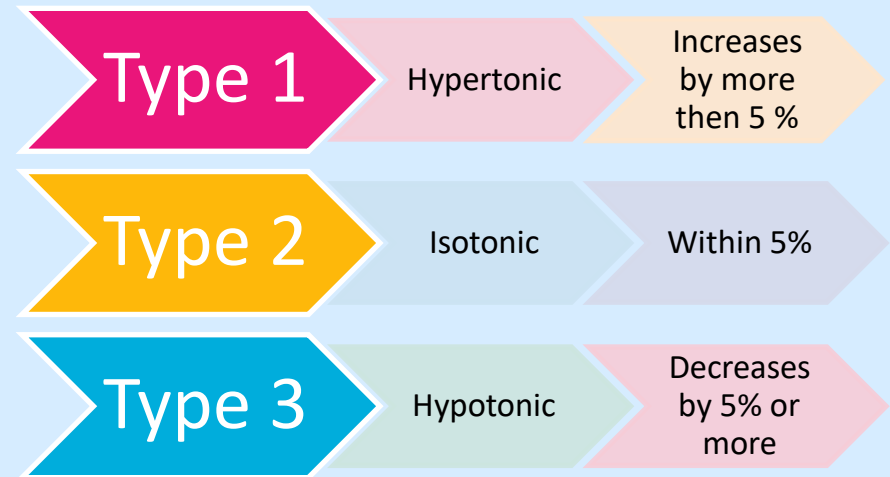 Type 1
Hypertonic
Increases
by more
then 5 %
Type 2
Isotonic
Within 5%
Type 3
Hypotonic
Decreases
by 5% or
more